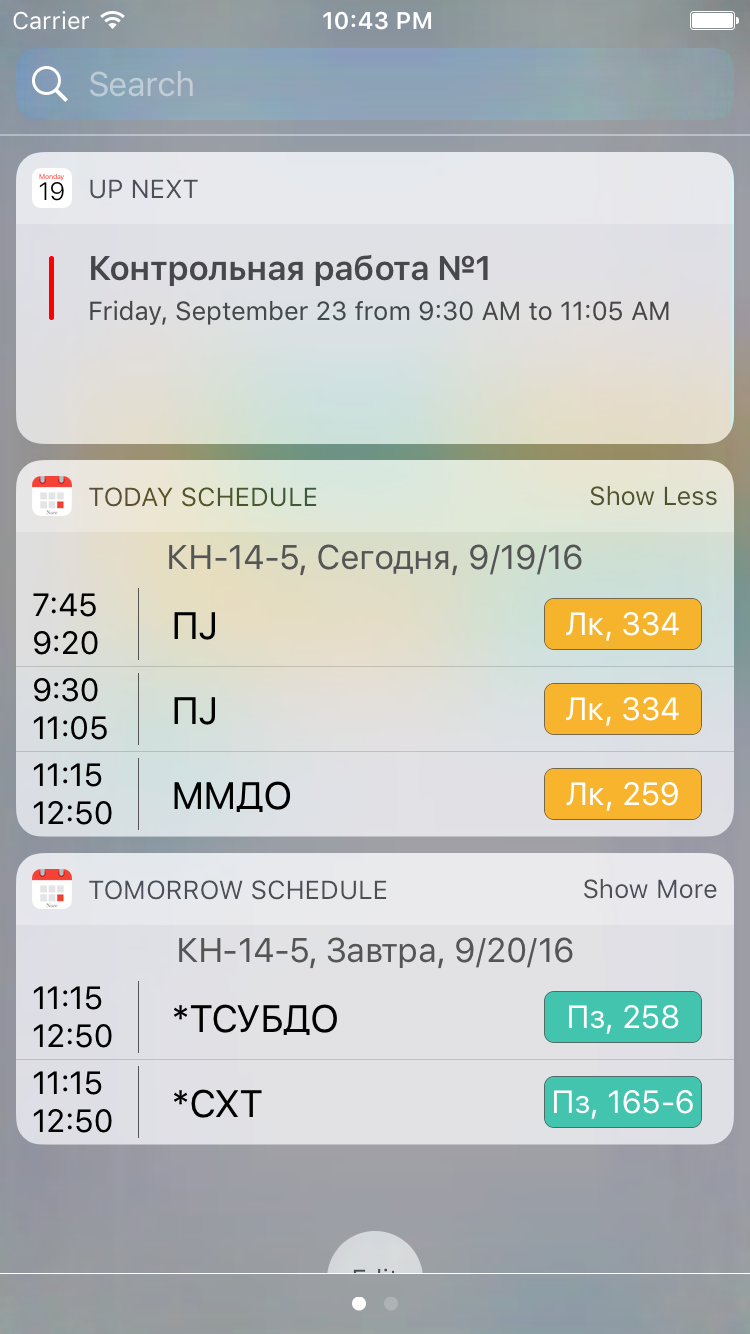 Carrier 10:43 PM
Search
Monday
19
UP NEXT
Контрольная работа №1
Friday, September 23 from 9:30 AM to 11:05 AM
TODAY SCHEDULE Show Less
КН-14-5, Сегодня, 9/19/16
7:45
9:20
ПJ
Лк, 334
9:30
11:05
ПJ
Лк, 334
11:15
12:50
ММДО
Лк, 259
TOMORROW SCHEDULE Show More
КН-14-5, Завтра, 9/20/16
11:15
12:50
*ТСУБДО
Пз, 258
11:15
12:50
*СХТ
Пз, 165-6